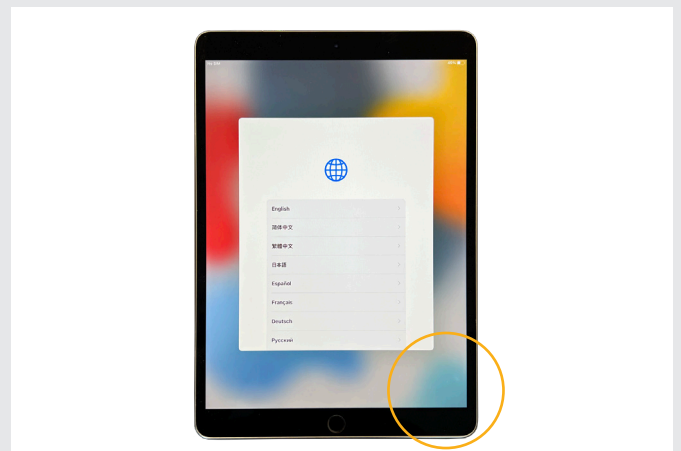 English
简体中文
繁體中文
日本語
Español
Français
Deutsch
Русский